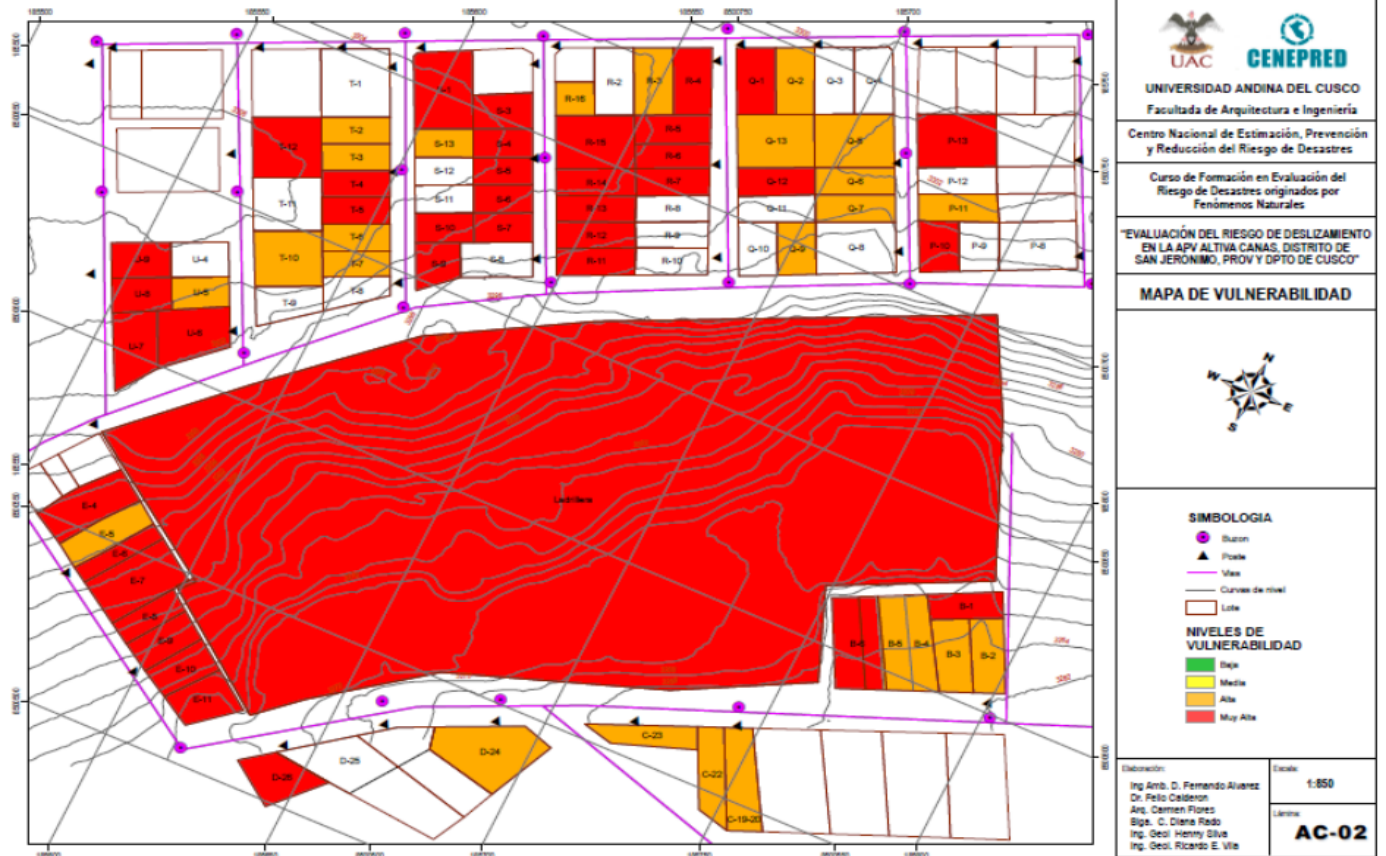 UAC
CENEPRED
UNIVERSIDAD ANDINA DEL CUSCO
Facultada de Arquitectura e Ingeniería
Centro Nacional de Estimación, Prevención
y Reducción del Riesgo de Desastres
Curso de Formación en Evaluación del
Riesgo de Desastres originados por
Fenómenos Naturales
"EVALUACIÓN DEL RIESGO DE DESLIZAMIENTO
EN LA APV ALTIVA CANAS, DISTRITO DE
SAN JERÓNIMO, PROV Y DPTO DE CUSCO"
MAPA DE VULNERABILIDAD
N
W
E
S
SIMBOLOGIA
Buzon
Poste
Vias
Curvas de nivel
Lote
NIVELES DE
VULNERABILIDAD
Baja
Media
Alta
Muy Alta
Elaboración:
Ing Amb. D. Fernando Alvarez
Dr. Felio Calderon
Arq. Carmen Flores
Blga. C. Diana Rado
Ing. Geol Henry Silva
Ing. Geol. Ricardo E. Vila
Escala:
1:850
Lámina:
AC-02
T-1
T-2
T-12
T-3
T-4
T-11
T-5
T-6
T-10
T-7
T-8
T-9
U-4
U-5
U-6
U-7
S-3
S-13
S-4
S-12
S-5
S-11
S-6
S-10
S-7
S-9
S-8
R-2
R-3
R-4
R-16
R-15
R-5
R-6
R-14
R-7
R-13
R-8
R-12
R-9
R-11
R-10
Q-1
Q-2
Q-3
Q-4
Q-13
Q-5
Q-12
Q-6
Q-11
Q-7
Q-10
Q-9
Q-8
P-13
P-12
P-11
P-10
P-9
P-8
Ladrillera
E-4
E-5
E-6
E-7
E-8
E-9
E-10
E-11
B-1
B-6
B-5
B-4
B-3
B-2
D-26
D-25
D-24
C-23
C-22
C-19-20